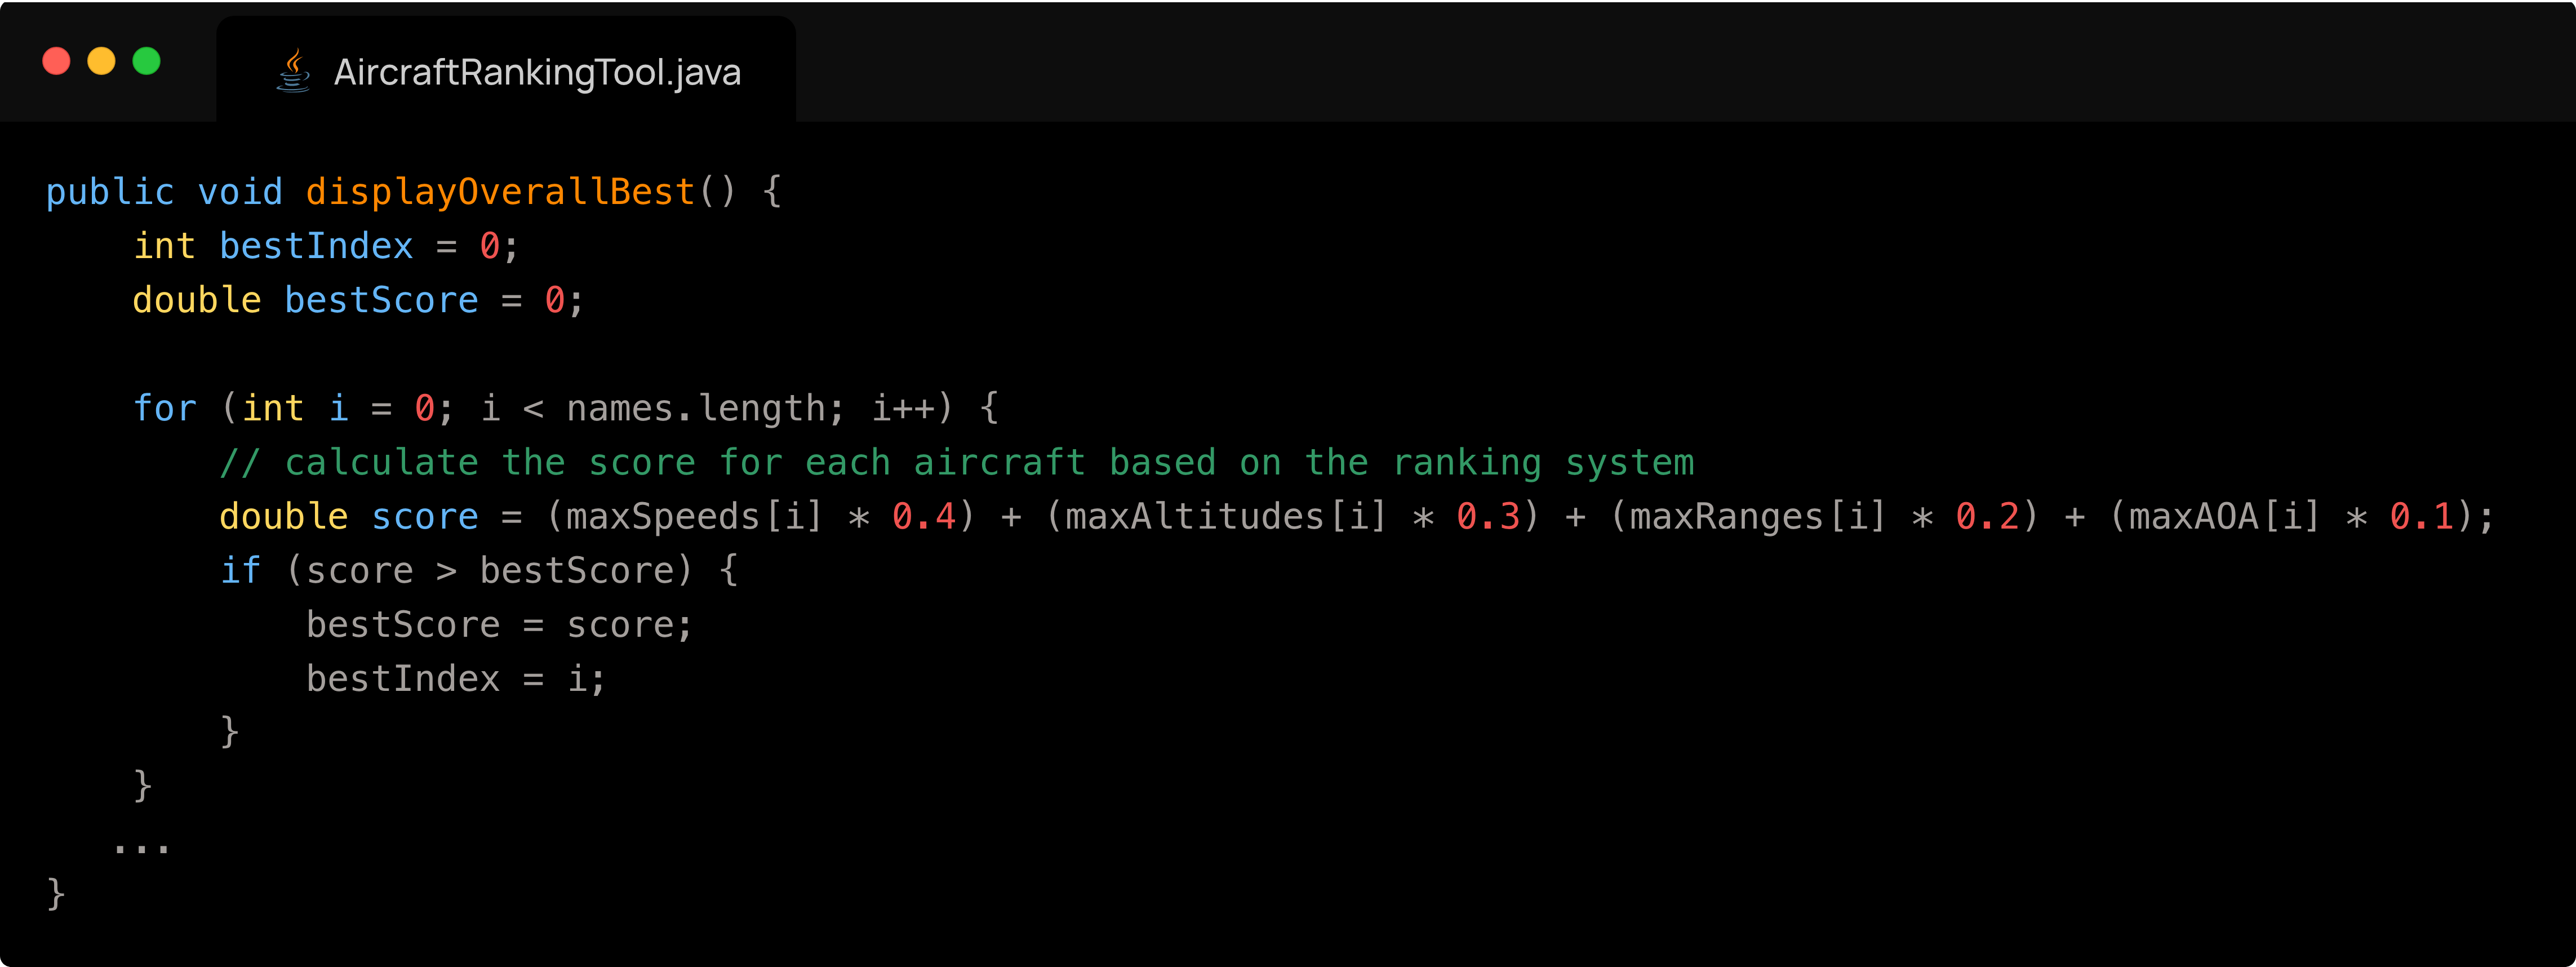 AircraftRankingTool.java
public void displayOverallBest() {
    int bestIndex = 0;
    double bestScore = 0;
    for (int i = 0; i < names.length; i++) {
        // calculate the score for each aircraft based on the ranking system
        double score = (maxSpeeds[i] * 0.4) + (maxAltitudes[i] * 0.3) + (maxRanges[i] * 0.2) + (maxAOA[i] * 0.1);
        if (score > bestScore) {
            bestScore = score;
            bestIndex = i;
        }
    }
   ...
}